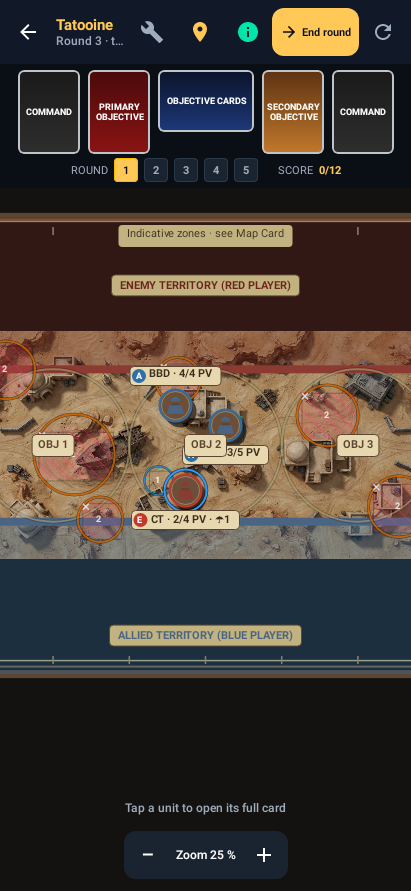 Tatooine
Round 3 · t…
End round
COMMAND
PRIMARY
OBJECTIVE
OBJECTIVE CARDS
SECONDARY
OBJECTIVE
COMMAND
ROUND 1 2 3 4 5 SCORE 0/12
Indicative zones · see Map Card
ENEMY TERRITORY (RED PLAYER)
2
A BBD · 4/4 PV
2
OBJ 1
OBJ 2
OBJ 3
3/5 PV
1
2
2
E CT · 2/4 PV · ☂1
ALLIED TERRITORY (BLUE PLAYER)
Tap a unit to open its full card
− Zoom 25 % +